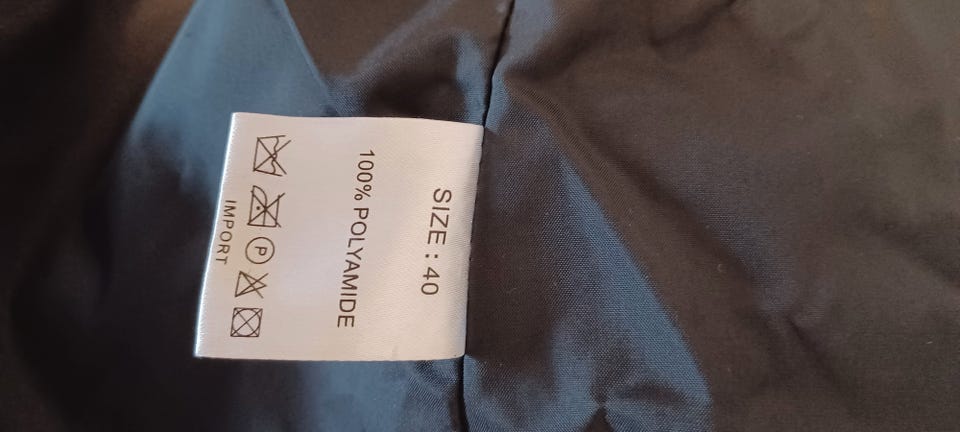 SIZE : 40
100% POLYAMIDE
P
IMPORT